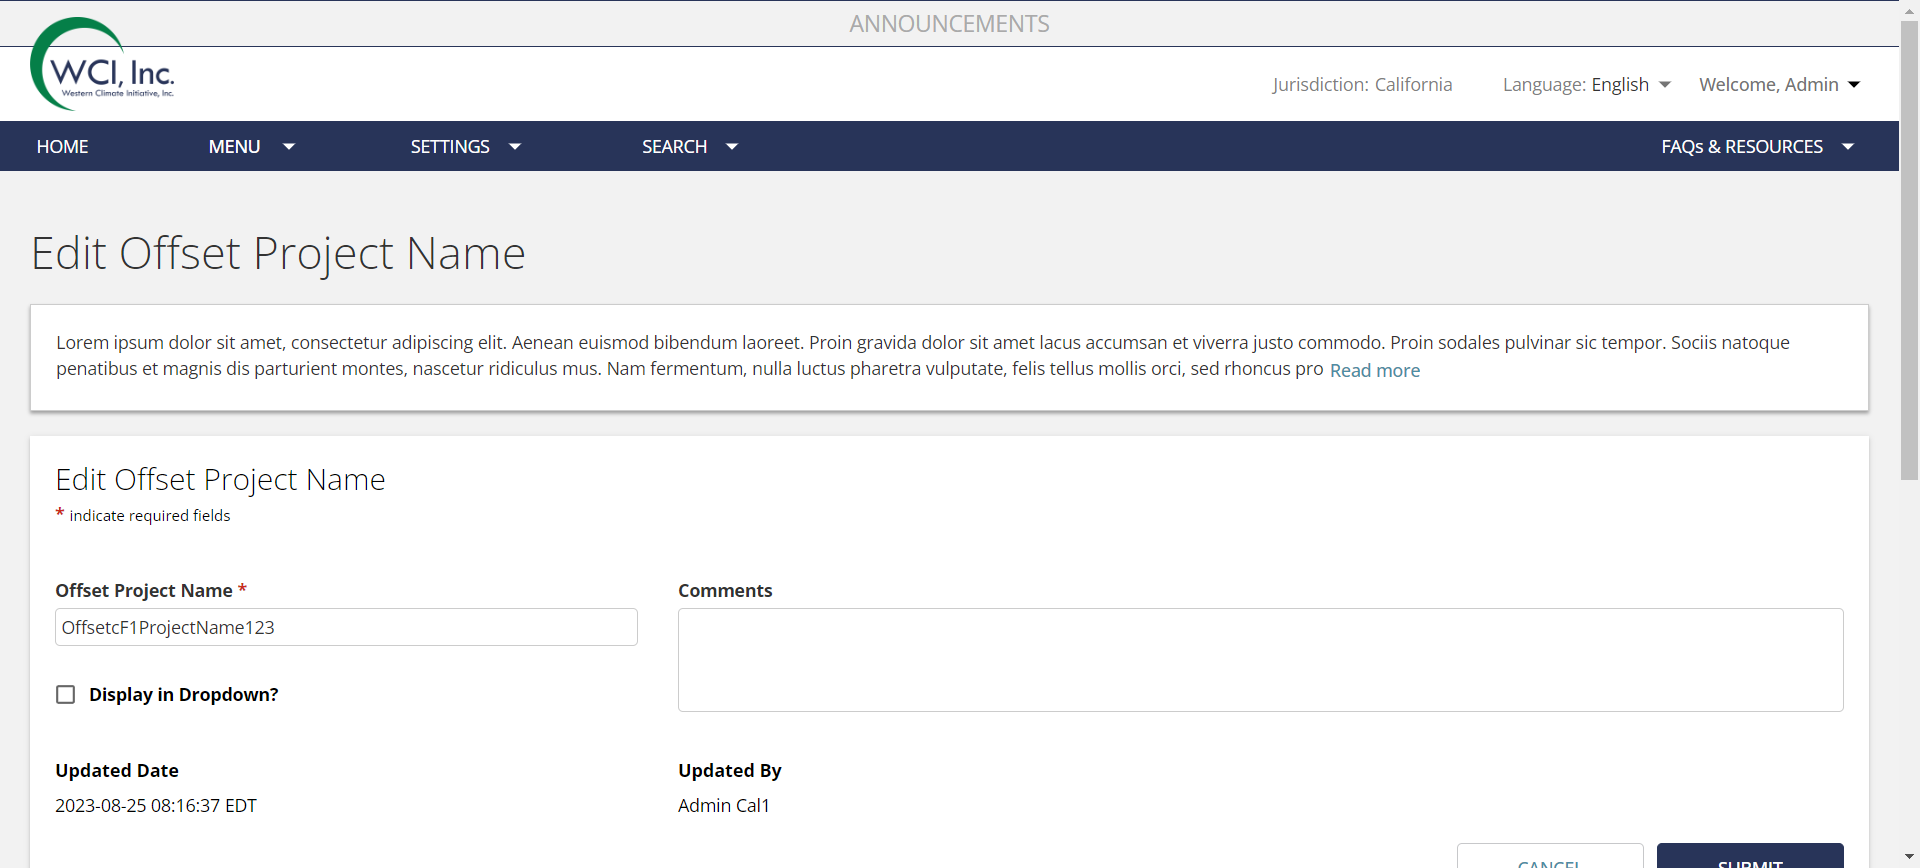 ANNOUNCEMENTS
WCI, Inc.
Western Climate Initiative, Inc.
Jurisdiction: California
Language: English
Welcome, Admin
HOME
MENU
SETTINGS
SEARCH
FAQs & RESOURCES
Edit Offset Project Name
Lorem ipsum dolor sit amet, consectetur adipiscing elit. Aenean euismod bibendum laoreet. Proin gravida dolor sit amet lacus accumsan et viverra justo commodo. Proin sodales pulvinar sic tempor. Sociis natoque
penatibus et magnis dis parturient montes, nascetur ridiculus mus. Nam fermentum, nulla luctus pharetra vulputate, felis tellus mollis orci, sed rhoncus pro Read more
Edit Offset Project Name
* indicate required fields
Offset Project Name *
OffsetcF1ProjectName123
Comments
Display in Dropdown?
Updated Date
2023-08-25 08:16:37 EDT
Updated By
Admin Cal1
CANCEL
SUBMIT